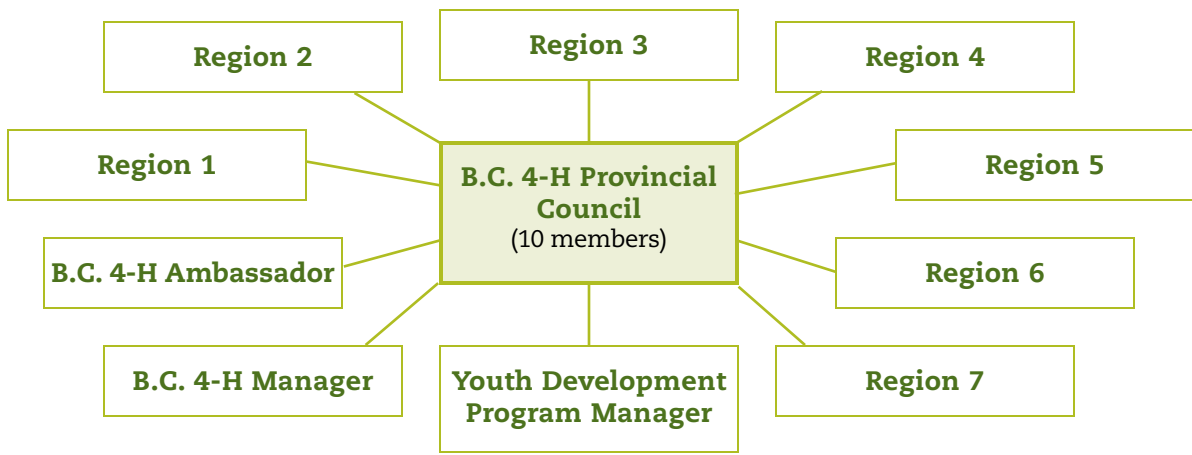 Region 2
Region 3
Region 4
Region 1
B.C. 4-H Provincial
Council
(10 members)
Region 5
B.C. 4-H Ambassador
Region 6
B.C. 4-H Manager
Youth Development
Program Manager
Region 7